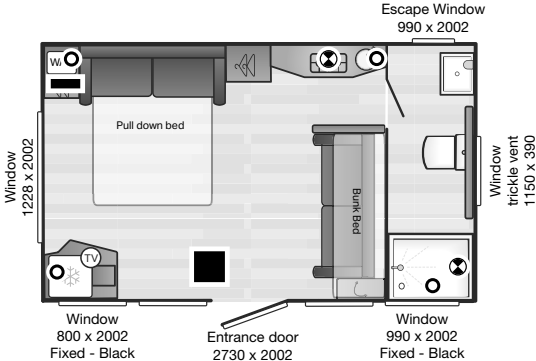 Escape Window
990 x 2002
Pull down bed
Window
1228 x 2002
Window
trickle vent
1150 x 390
Bunk Bed
TV
Window
800 x 2002
Fixed - Black
Entrance door
2730 x 2002
Window
990 x 2002
Fixed - Black